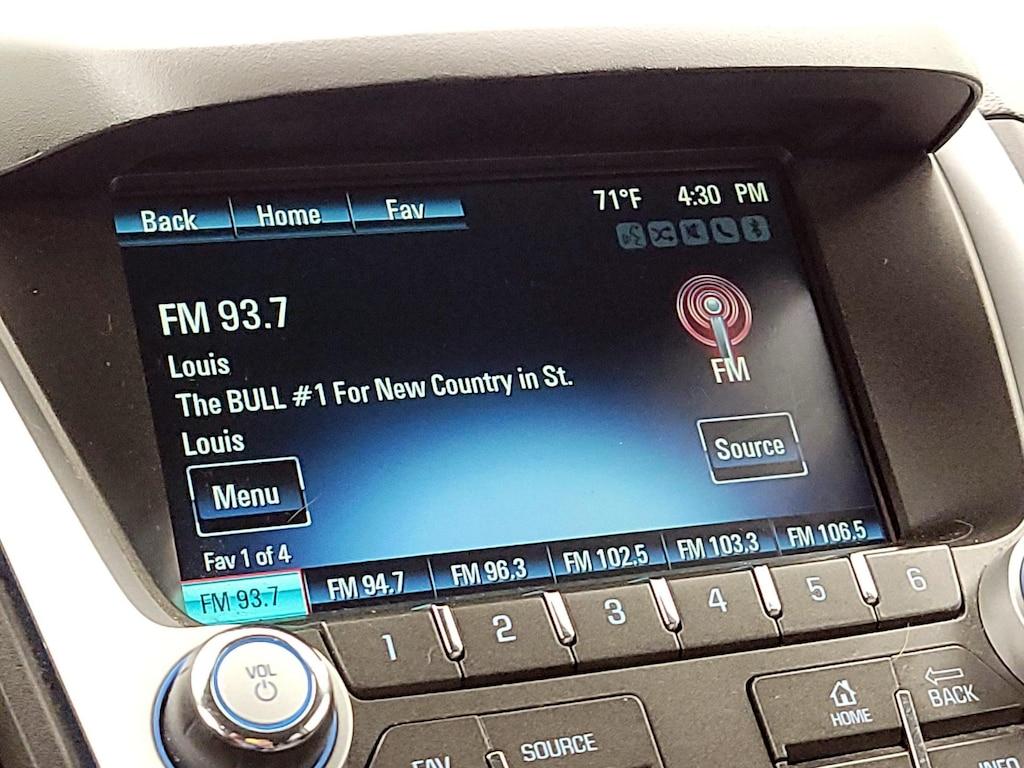 Back Home Fav 71°F 4:30 PM
FM 93.7
Louis
The BULL #1 For New Country in St.
Louis
FM
Source
Menu
Fav 1 of 4
FM 93.7 FM 94.7 FM 96.3 FM 102.5 FM 103.3 FM 106.5
1 2 3 4 5 6
VOL
HOME
BACK
FAV
SOURCE
INFO